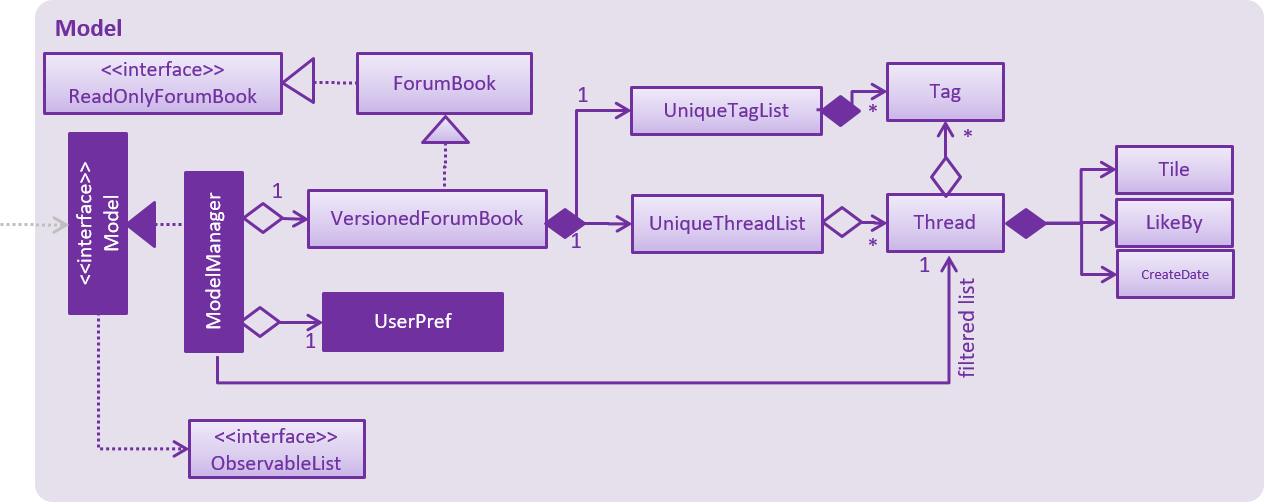 Model
<<interface>>
ReadOnlyForumBook
ForumBook
1
UniqueTagList
*
Tag
*
<<interface>>
Model
ModelManager
1
VersionedForumBook
1
UniqueThreadList
*
Thread
1
Tile
LikeBy
CreateDate
1
UserPref
filtered list
<<interface>>
ObservableList